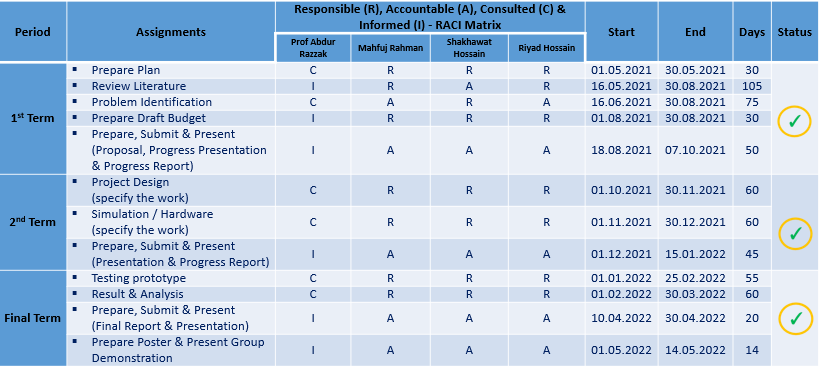 Period Assignments Responsible (R), Accountable (A), Consulted (C) &
Informed (I) - RACI Matrix Start End Days Status
Prof Abdur
Razzak Mahfuj Rahman Shakhawat
Hossain Riyad Hossain
1st Term
▪ Prepare Plan C R R R 01.05.2021 30.05.2021 30
▪ Review Literature I R A R 16.05.2021 30.08.2021 105
▪ Problem Identification C A R A 16.06.2021 30.08.2021 75
▪ Prepare Draft Budget I R R R 01.08.2021 30.08.2021 30
▪ Prepare, Submit & Present
(Proposal, Progress Presentation
& Progress Report) I A A A 18.08.2021 07.10.2021 50
✓
2nd Term
▪ Project Design
(specify the work) C R R R 01.10.2021 30.11.2021 60
▪ Simulation / Hardware
(specify the work) C R R R 01.11.2021 30.12.2021 60
▪ Prepare, Submit & Present
(Presentation & Progress Report) I A A A 01.12.2021 15.01.2022 45
✓
Final Term
▪ Testing prototype C R R R 01.01.2022 25.02.2022 55
▪ Result & Analysis C R R R 01.02.2022 30.03.2022 60
▪ Prepare, Submit & Present
(Final Report & Presentation) I A A A 10.04.2022 30.04.2022 20
▪ Prepare Poster & Present Group
Demonstration I A A A 01.05.2022 14.05.2022 14
✓